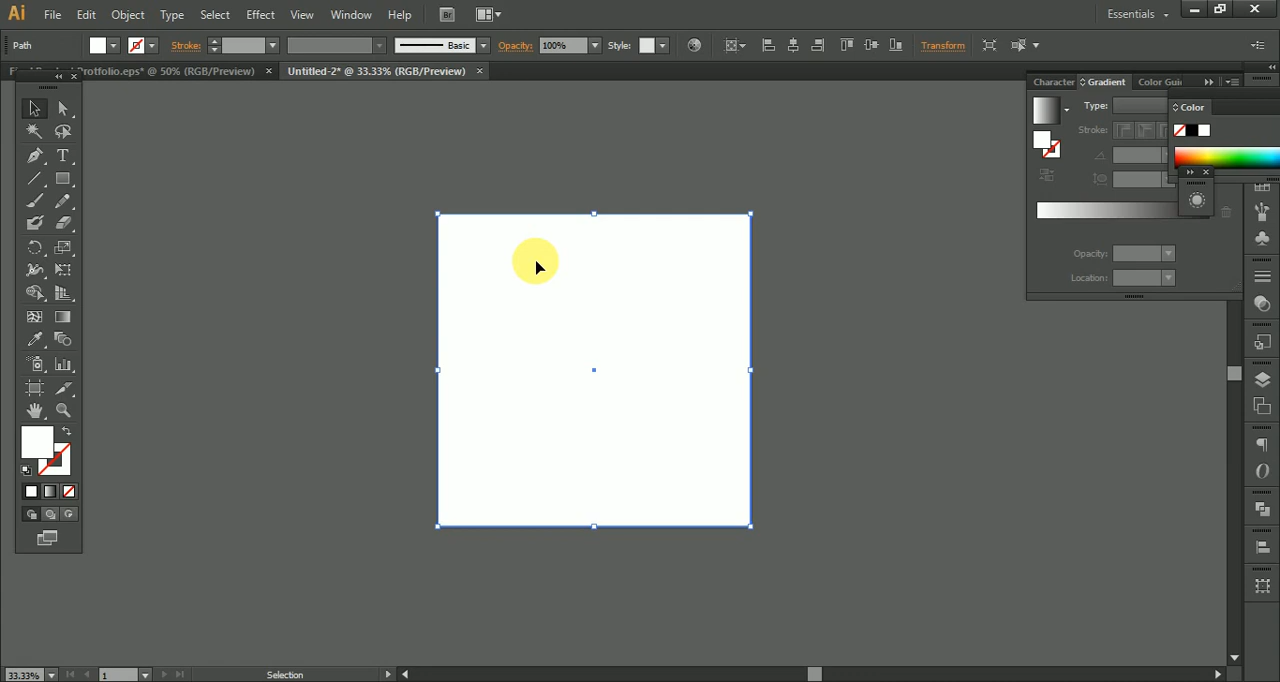 Ai File Edit Object Type Select Effect View Window Help Br Essentials
Path Stroke: Basic Opacity: 100% Style: Transform
Untitled-2* @ 33.33% (RGB/Preview)
.eps* @ 50% (RGB/Preview)
Character Gradient Color Gui
Type:
Color
Stroke:
Opacity:
Location:
33.33% 1 Selection